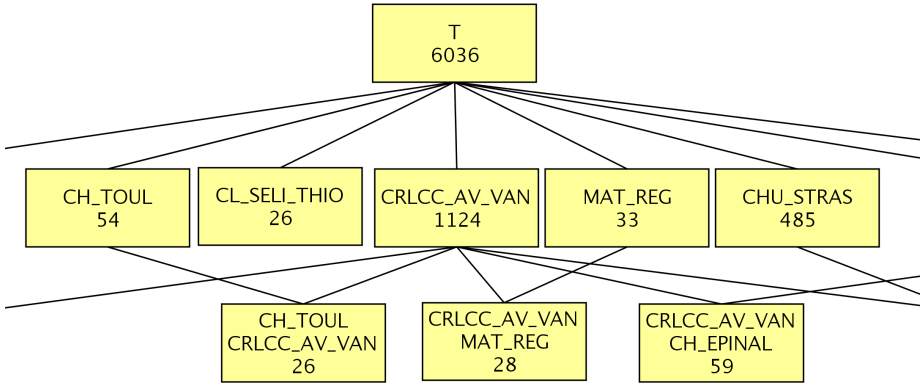 T
6036
CH_TOUL
54
CL_SELI_THIO
26
CRLCC_AV_VAN
1124
MAT_REG
33
CHU_STRAS
485
CH_TOUL
CRLCC_AV_VAN
26
CRLCC_AV_VAN
MAT_REG
28
CRLCC_AV_VAN
CH_EPINAL
59